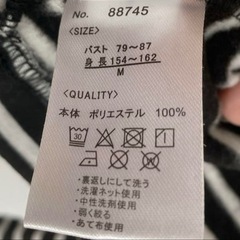 No. 88745
〈SIZE〉
バスト 79～87
身長 154～162
M
〈QUALITY〉
本体 ポリエステル 100%
30
・裏返しにして洗う
・洗濯ネット使用
・中性洗剤使用
・弱く絞る
・あて布使用